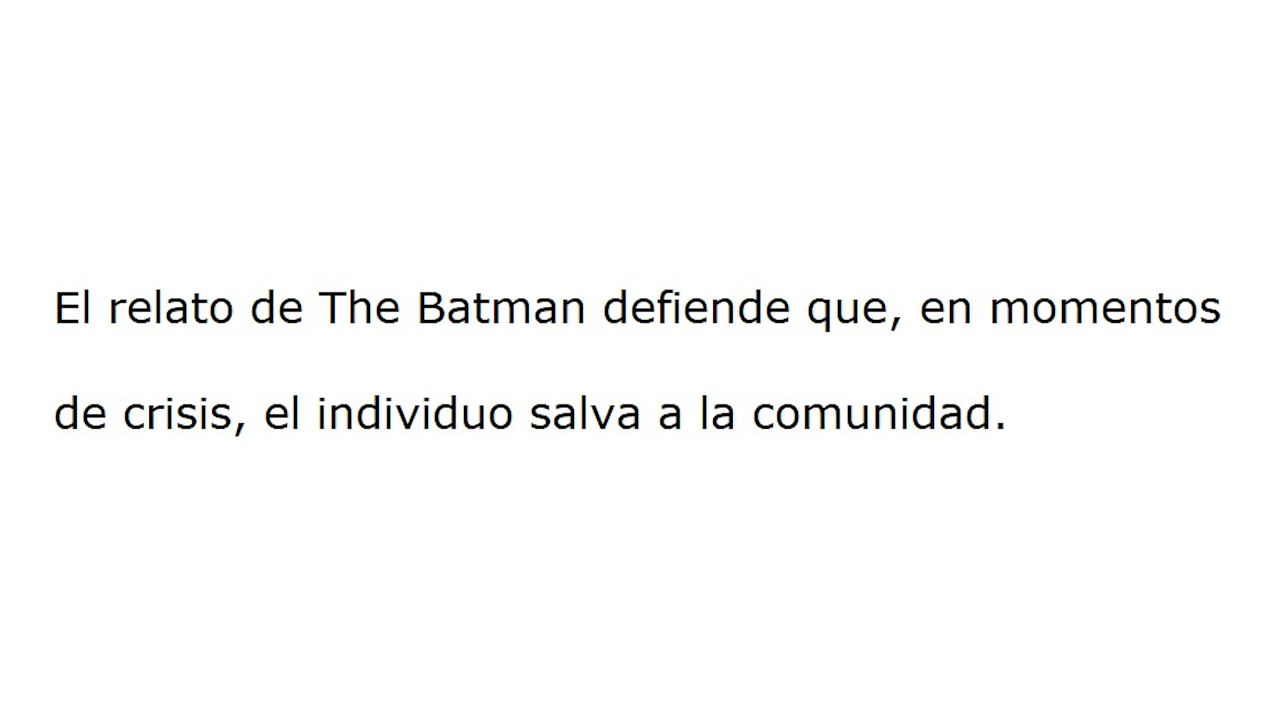 El relato de The Batman defiende que, en momentos
de crisis, el individuo salva a la comunidad.